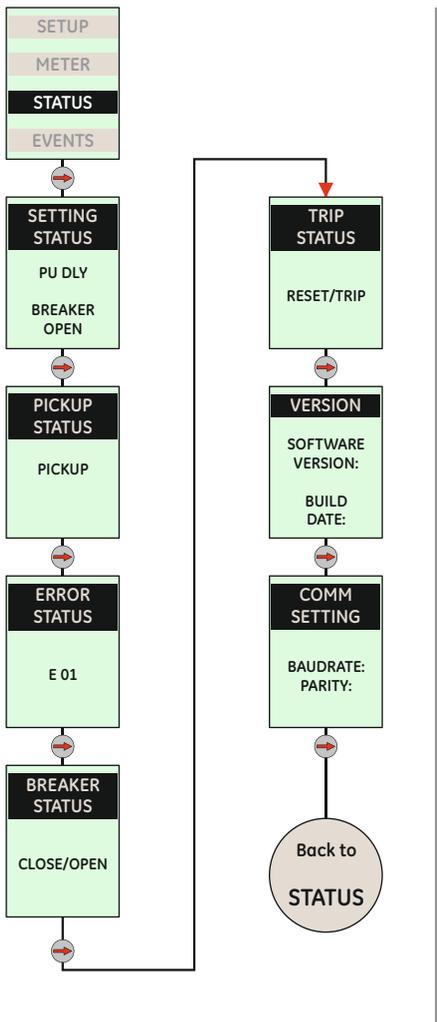 SETUP
METER
STATUS
EVENTS
SETTING
STATUS
PU DLY
BREAKER
OPEN
PICKUP
STATUS
PICKUP
ERROR
STATUS
E 01
BREAKER
STATUS
CLOSE/OPEN
TRIP
STATUS
RESET/TRIP
VERSION
SOFTWARE
VERSION:
BUILD
DATE:
COMM
SETTING
BAUDRATE:
PARITY:
Back to
STATUS